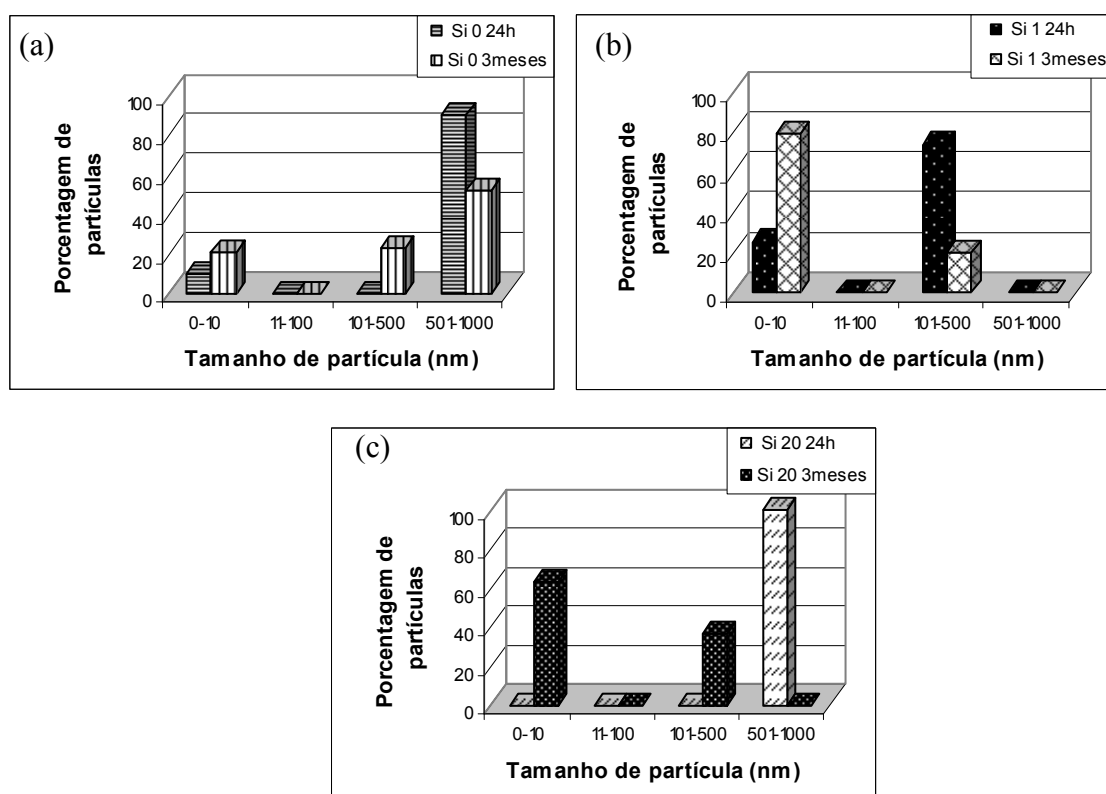 (a)
Si 0 24h
Si 0 3meses
Porcentagem de
partículas
100
80
60
40
20
0
0-10 11-100 101-500 501-1000
Tamanho de partícula (nm)
(b)
Si 1 24h
Si 1 3meses
Porcentagem de
partículas
100
80
60
40
20
0
0-10 11-100 101-500 501-1000
Tamanho de partícula (nm)
(c)
Si 20 24h
Si 20 3meses
Porcentagem de
partículas
100
80
60
40
20
0
0-10 11-100 101-500 501-1000
Tamanho de partícula (nm)